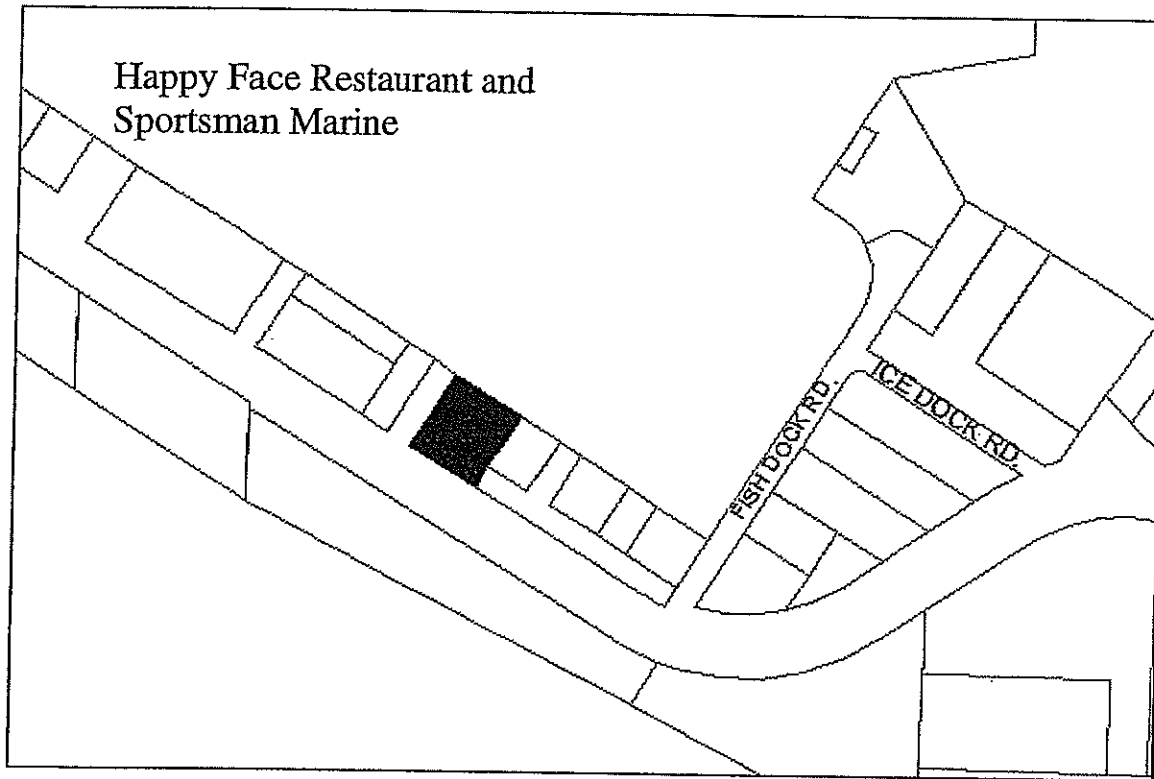 Happy Face Restaurant and
Sportsman Marine
ICE DOCK RD.
FISH DOCK RD.